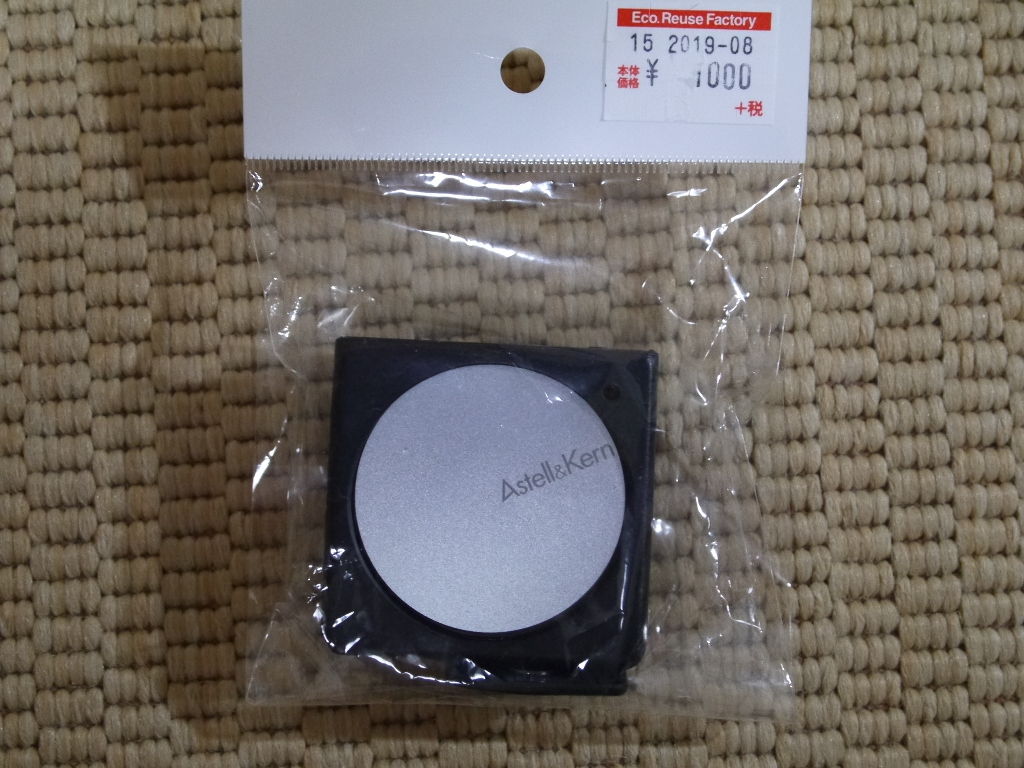 Eco. Reuse Factory
15 2019-08
本体 ¥ 1000
価格
+税
Astell&Kern